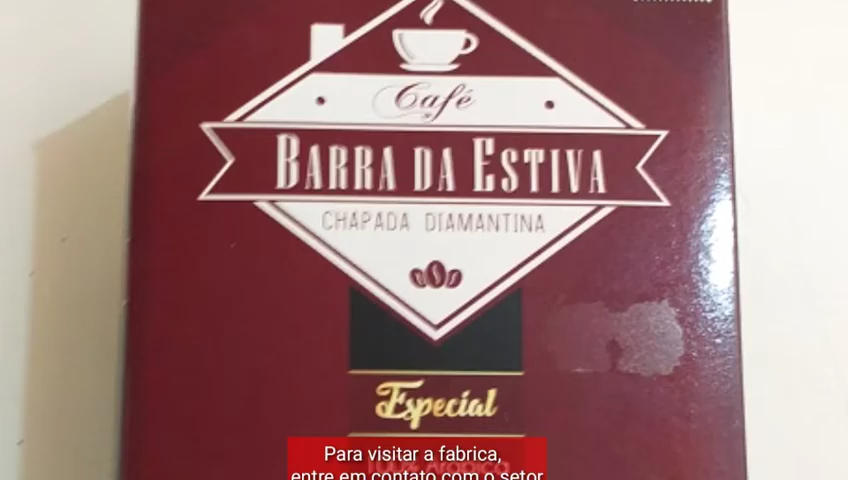 Café
BARRA DA ESTIVA
CHAPADA DIAMANTINA
Especial
Para visitar a fabrica,
entre em contato com o setor